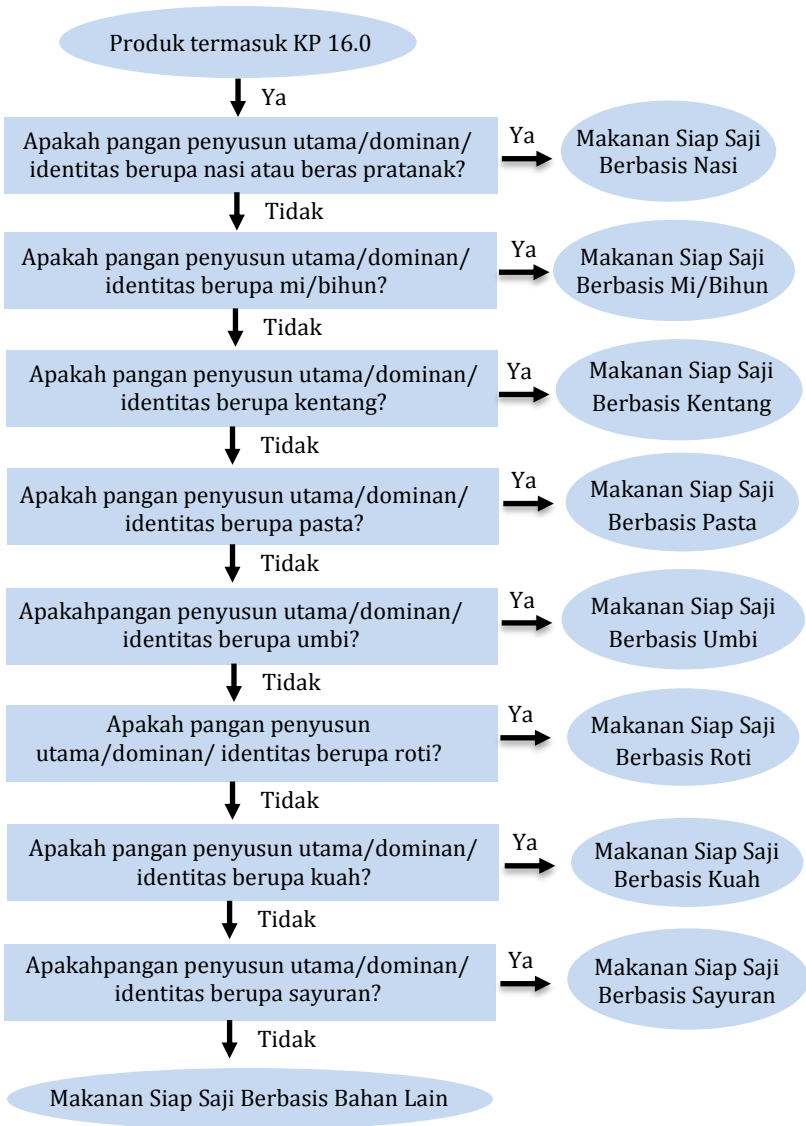 Produk termasuk KP 16.0
Ya
Apakah pangan penyusun utama/dominan/
identitas berupa nasi atau beras pratanak?
Ya
Makanan Siap Saji
Berbasis Nasi
Tidak
Apakah pangan penyusun utama/dominan/
identitas berupa mi/bihun?
Ya
Makanan Siap Saji
Berbasis Mi/Bihun
Tidak
Apakah pangan penyusun utama/dominan/
identitas berupa kentang?
Ya
Makanan Siap Saji
Berbasis Kentang
Tidak
Apakah pangan penyusun utama/dominan/
identitas berupa pasta?
Ya
Makanan Siap Saji
Berbasis Pasta
Tidak
Apakahpangan penyusun utama/dominan/
identitas berupa umbi?
Ya
Makanan Siap Saji
Berbasis Umbi
Tidak
Apakah pangan penyusun
utama/dominan/ identitas berupa roti?
Ya
Makanan Siap Saji
Berbasis Roti
Tidak
Apakah pangan penyusun utama/dominan/
identitas berupa kuah?
Ya
Makanan Siap Saji
Berbasis Kuah
Tidak
Apakahpangan penyusun utama/dominan/
identitas berupa sayuran?
Ya
Makanan Siap Saji
Berbasis Sayuran
Tidak
Makanan Siap Saji Berbasis Bahan Lain